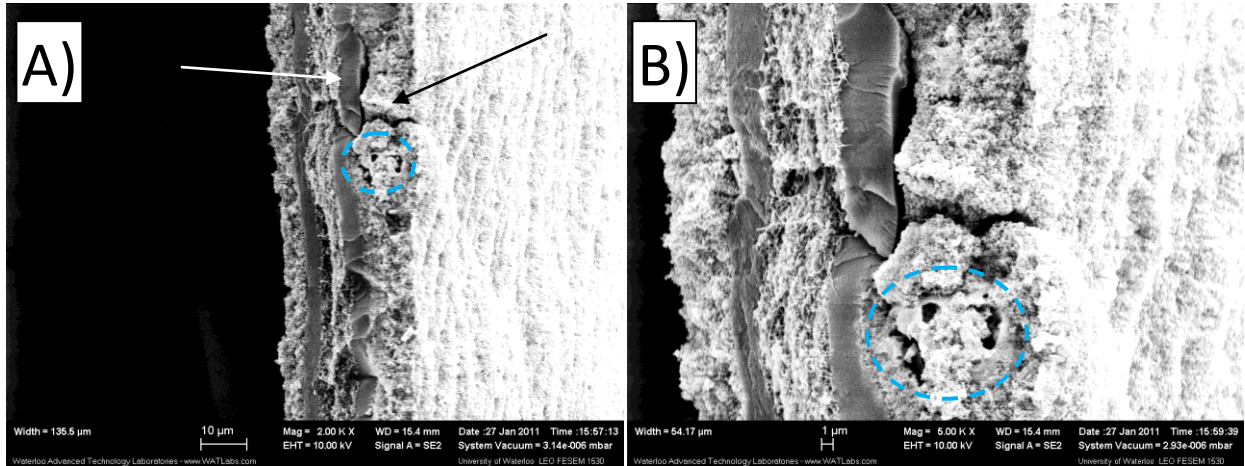 A)
Width = 135.5 µm
10 µm
Mag = 2.00 K X
WD = 15.4 mm
Date :27 Jan 2011
Time :15:57:13
EHT = 10.00 kV
Signal A = SE2
System Vacuum = 3.14e-006 mbar
Waterloo Advanced Technology Laboratories - www.WATLabs.com
University of Waterloo LEO FESEM 1530
B)
Width = 54.17 µm
1 µm
Mag = 5.00 K X
WD = 15.4 mm
Date :27 Jan 2011
Time :15:59:39
EHT = 10.00 kV
Signal A = SE2
System Vacuum = 2.93e-006 mbar
Waterloo Advanced Technology Laboratories - www.WATLabs.com
University of Waterloo LEO FESEM 1530